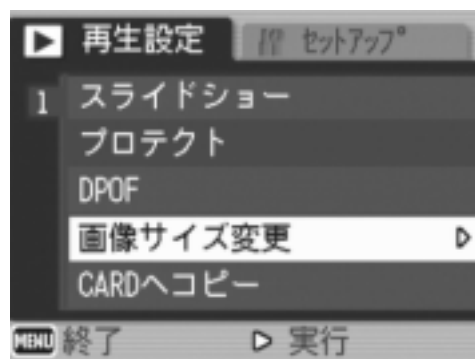 再生設定 セットアップ
1 スライドショー
プロテクト
DPOF
画像サイズ変更
CARDへコピー
MENU 終了 実行